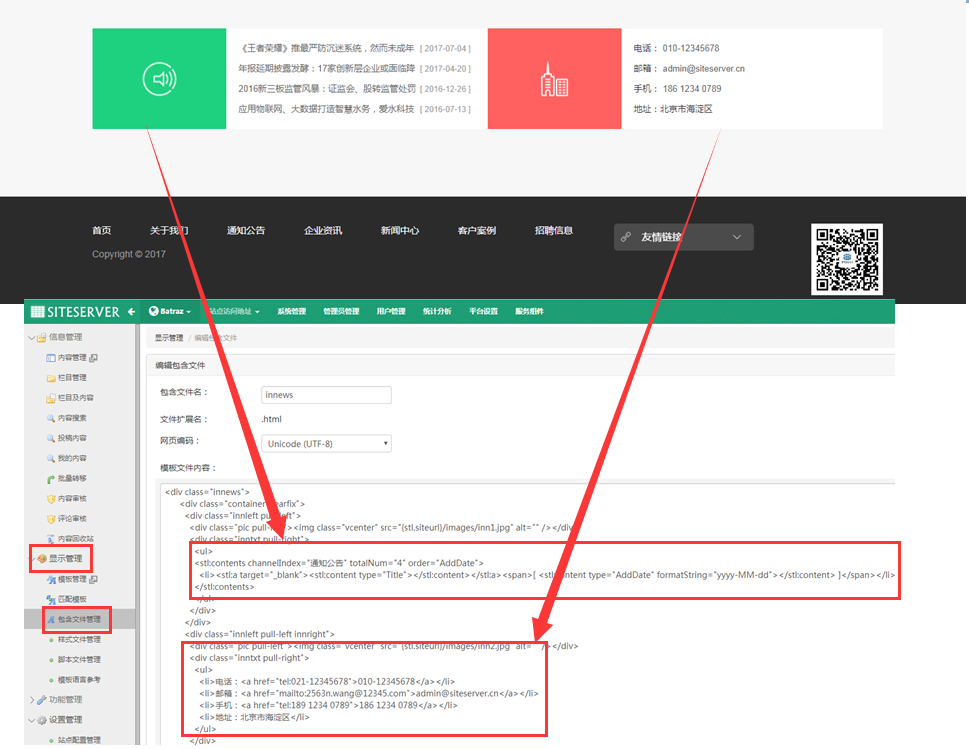 《王者荣耀》推最严防沉迷系统，然而未成年 [ 2017-07-04 ]
年报延期披露发酵：17家创新层企业或面临降 [ 2017-04-20 ]
2016新三板监管风暴：证监会、股转监管处罚 [ 2016-12-26 ]
应用物联网、大数据打造智慧水务，爱水科技 [ 2016-07-13 ]
电话： 010-12345678
邮箱： admin@siteserver.cn
手机： 186 1234 0789
地址：北京市海淀区
首页 关于我们 通知公告 企业资讯 新闻中心 客户案例 招聘信息 友情链接
Copyright © 2017
SITESERVER Batraz 站点访问地址 系统管理 管理员管理 用户管理 统计分析 平台设置 服务组件
信息管理
内容管理
栏目管理
栏目及内容
内容搜索
投稿内容
我的内容
批量转移
内容审核
评论审核
内容回收站
显示管理
模板管理
匹配模板
包含文件管理
样式文件管理
脚本文件管理
模板语言参考
功能管理
设置管理
站点配置管理
显示管理 / 编辑包含文件
编辑包含文件
包含文件名： innews
文件扩展名： .html
网页编码： Unicode (UTF-8)
模板文件内容：
<div class="innews">
<div class="container clearfix">
<div class="innleft pull-left">
<div class="pic pull-left"><img class="vcenter" src="{stl.siteurl}/images/inn1.jpg" alt="" /></div>
<div class="inntxt pull-right">
<ul>
<stl:contents channelIndex="通知公告" totalNum="4" order="AddDate">
<li><stl:a target="_blank"><stl:content type="Title"></stl:content></stl:a><span>[ <stl:content type="AddDate" formatString="yyyy-MM-dd"></stl:content> ]</span></li>
</stl:contents>
</ul>
</div>
</div>
<div class="innleft pull-left innright">
<div class="pic pull-left"><img class="vcenter" src="{stl.siteurl}/images/inn2.jpg" alt="" /></div>
<div class="inntxt pull-right">
<ul>
<li>电话：<a href="tel:021-12345678">010-12345678</a></li>
<li>邮箱：<a href="mailto:2563n.wang@12345.com">admin@siteserver.cn</a></li>
<li>手机：<a href="tel:189 1234 0789">186 1234 0789</a></li>
<li>地址：北京市海淀区</li>
</ul>
</div>